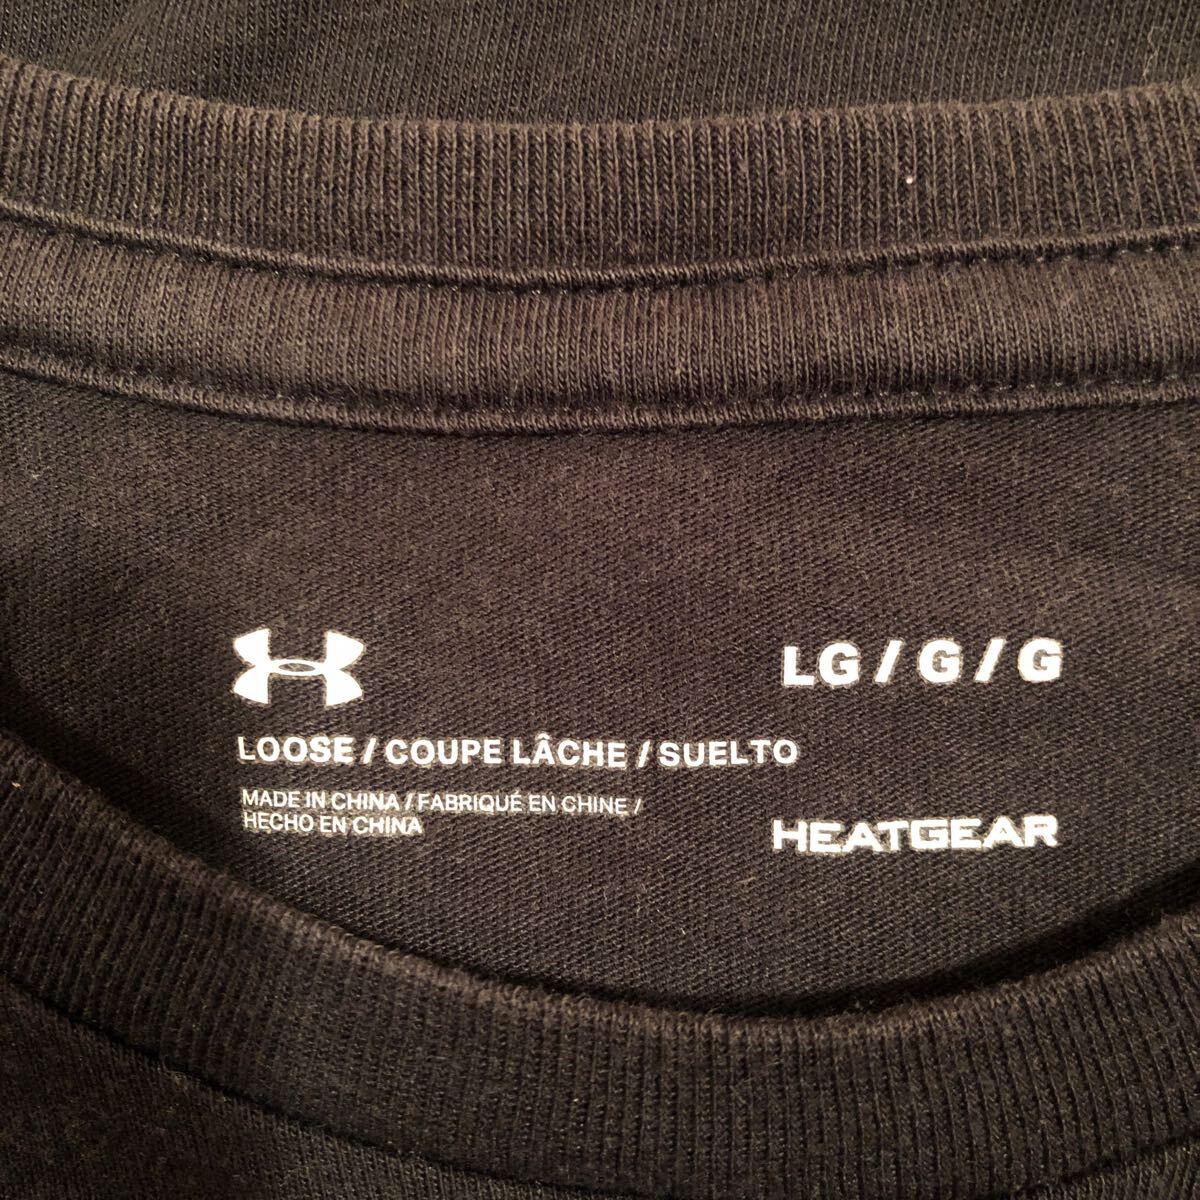 LG / G / G
LOOSE / COUPE LÂCHE / SUELTO
MADE IN CHINA / FABRIQUÉ EN CHINE /
HECHO EN CHINA
HEATGEAR